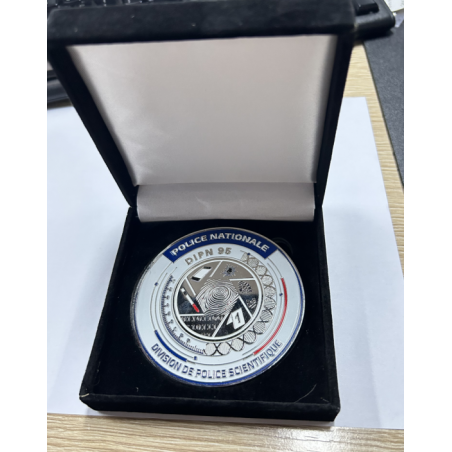 POLICE NATIONALE
DIPN 95
DIVISION DE POLICE SCIENTIFIQUE